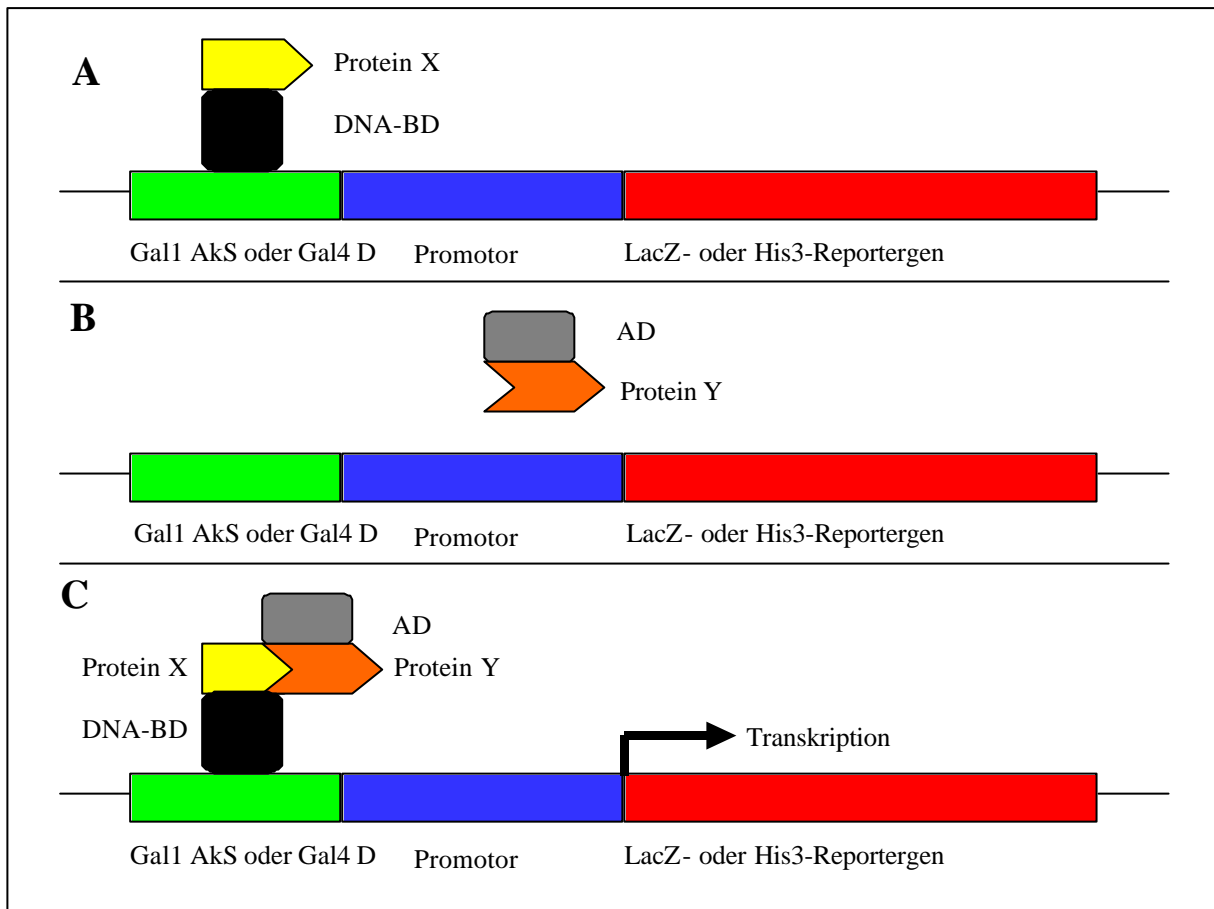 A
Protein X
DNA-BD
Gal1 AkS oder Gal4 D
Promotor
LacZ- oder His3-Reportergen
B
AD
Protein Y
Gal1 AkS oder Gal4 D
Promotor
LacZ- oder His3-Reportergen
C
AD
Protein X
Protein Y
DNA-BD
Transkription
Gal1 AkS oder Gal4 D
Promotor
LacZ- oder His3-Reportergen